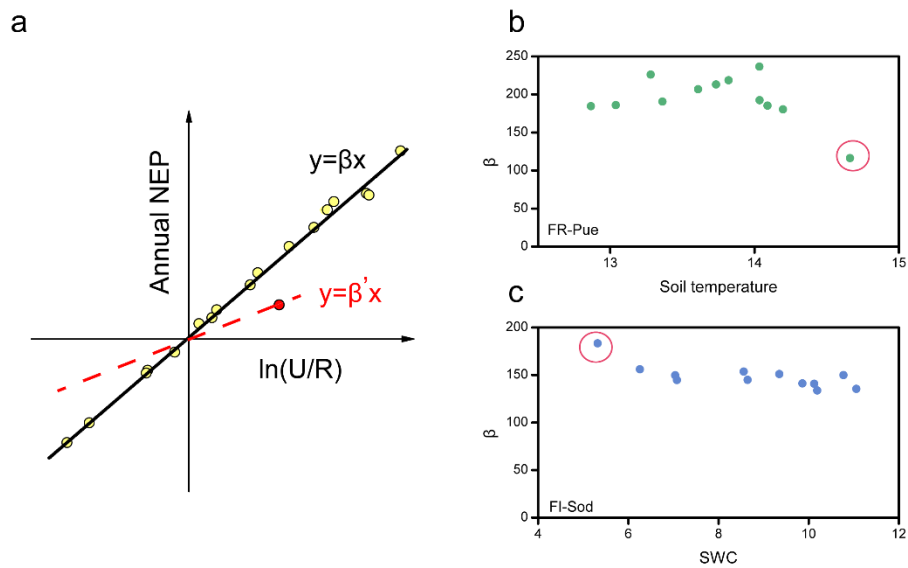 a
Annual NEP
y=βx
y=β'x
ln(U/R)
b
β
250
200
150
100
50
0
FR-Pue
13
14
15
Soil temperature
c
β
200
150
100
50
0
FI-Sod
4
6
8
10
12
SWC